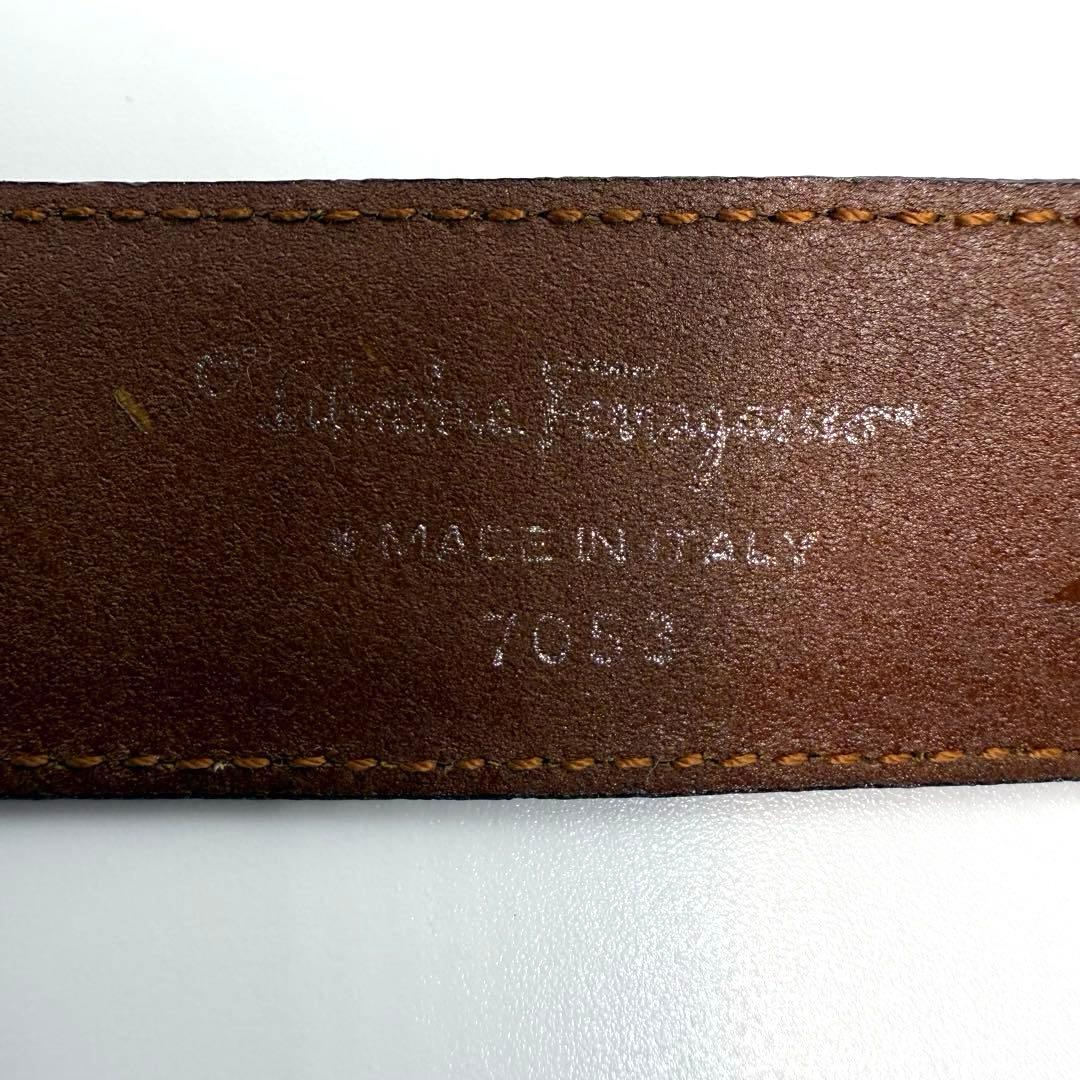 Salvatore Ferragamo
* MADE IN ITALY
7053